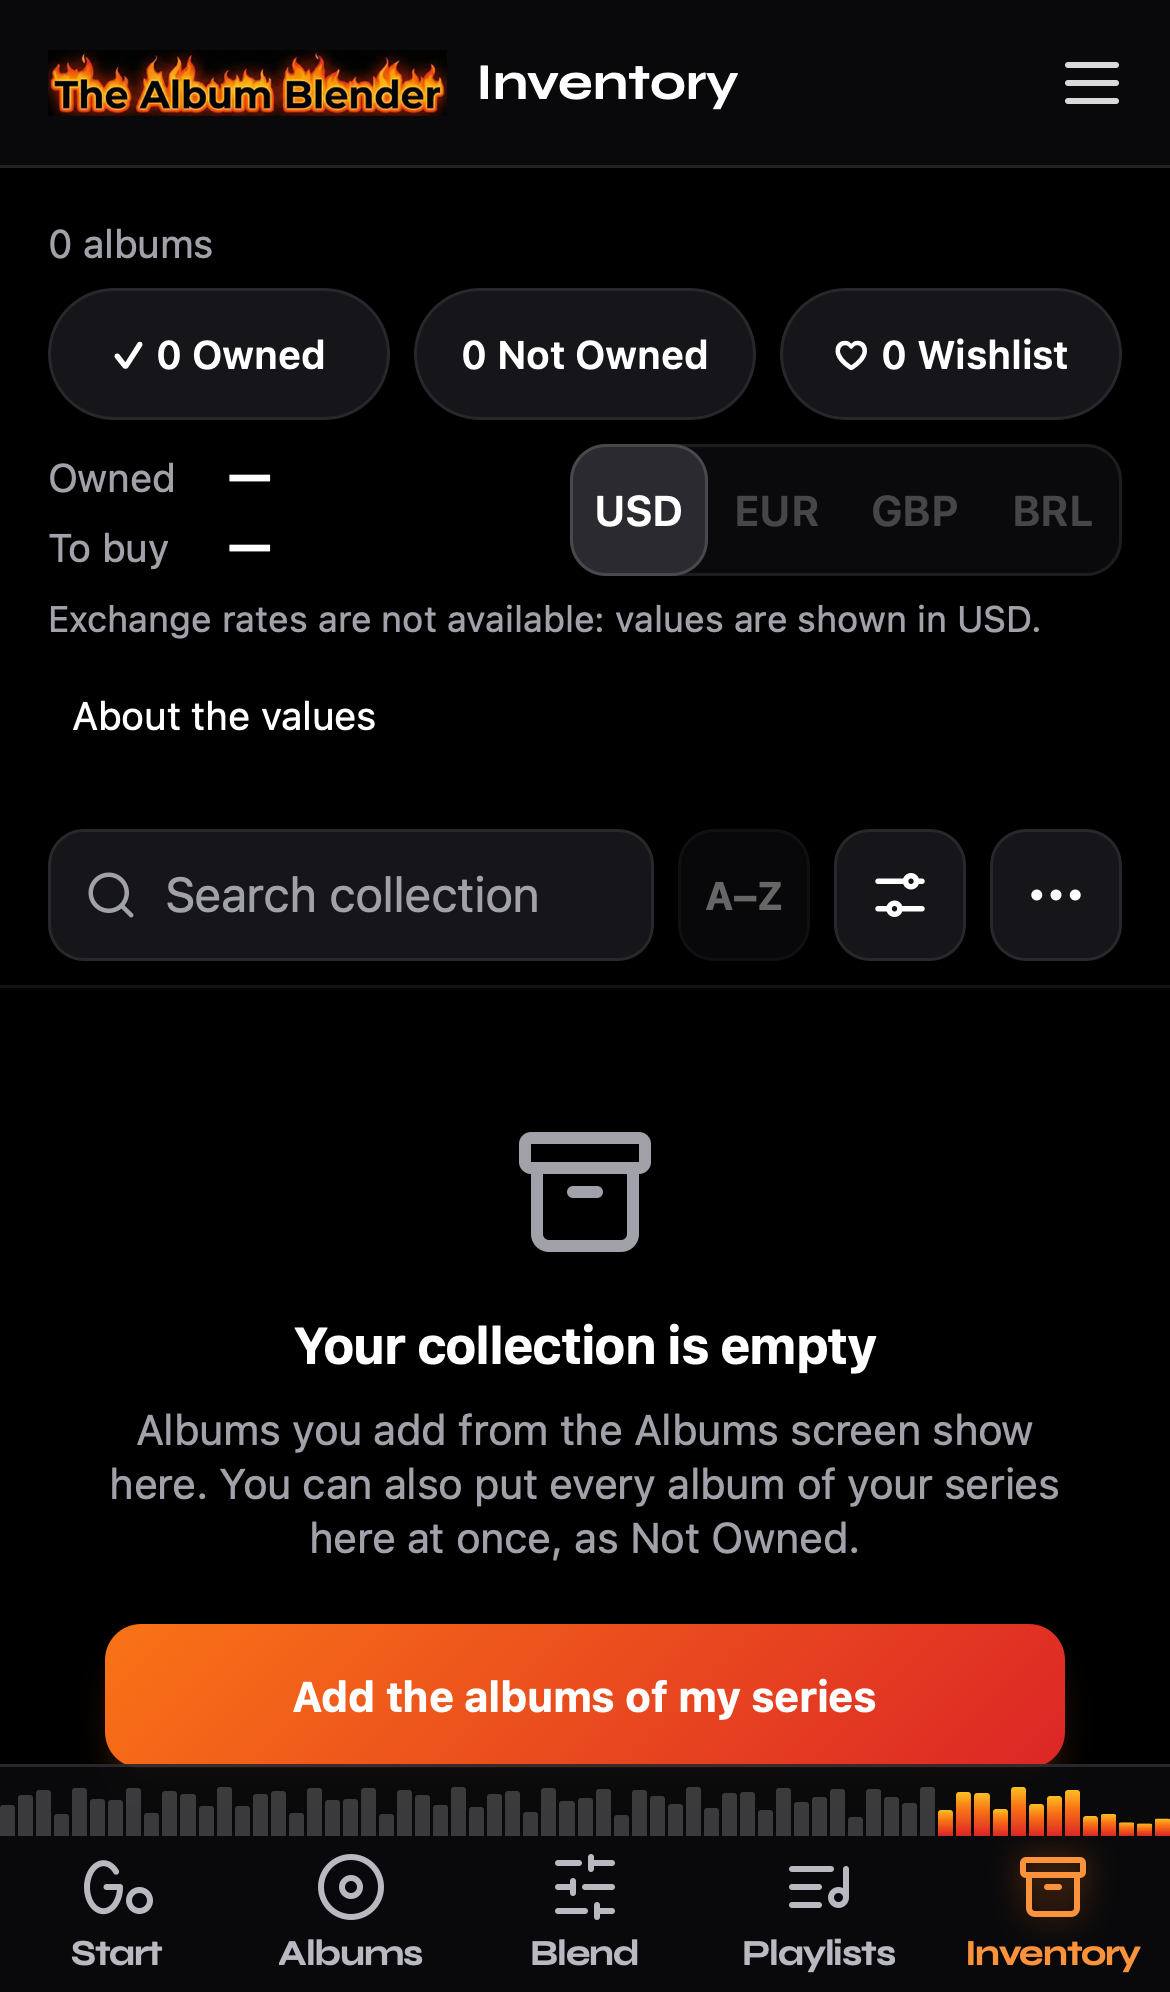 The Album Blender
Inventory
0 albums
✓ 0 Owned
0 Not Owned
♡ 0 Wishlist
Owned —
USD EUR GBP BRL
To buy —
Exchange rates are not available: values are shown in USD.
About the values
Search collection
A–Z
Your collection is empty
Albums you add from the Albums screen show
here. You can also put every album of your series
here at once, as Not Owned.
Add the albums of my series
Go
Start
Albums
Blend
Playlists
Inventory